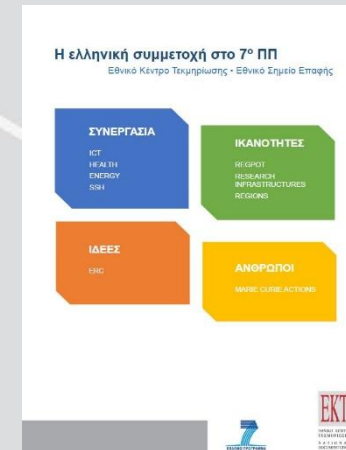 Η ελληνική συμμετοχή στο 7º ΠΠ
Εθνικό Κέντρο Τεκμηρίωσης • Εθνικό Σημείο Επαφής
ΣΥΝΕΡΓΑΣΙΑ
ICT
HEALTH
ENERGY
SSH
ΙΚΑΝΟΤΗΤΕΣ
REGPOT
RESEARCH
INFRASTRUCTURES
REGIONS
ΙΔΕΕΣ
ERC
ΑΝΘΡΩΠΟΙ
MARIE CURIE ACTIONS
ΕΚΤ